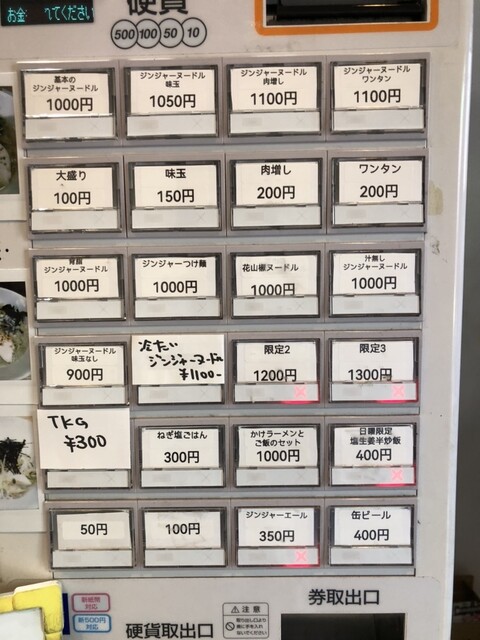 お金 てください
硬貨
500 100 50 10
基本の
ジンジャーヌードル
1000円
ジンジャーヌードル
味玉
1050円
ジンジャーヌードル
肉増し
1100円
ジンジャーヌードル
ワンタン
1100円
大盛り
100円
味玉
150円
肉増し
200円
ワンタン
200円
背脂
ジンジャーヌードル
1000円
ジンジャーつけ麺
1000円
花山椒ヌードル
1000円
汁無し
ジンジャーヌードル
1000円
ジンジャーヌードル
味玉なし
900円
冷たい
ジンジャーヌードル
¥1100-
限定2
1200円
限定3
1300円
TKG
¥300
ねぎ塩ごはん
300円
かけラーメンと
ご飯のセット
1000円
日曜限定
塩生姜半炒飯
400円
50円
100円
ジンジャーエール
350円
缶ビール
400円
新紙幣
対応
新500円
対応
硬貨取出口
注意
券取出口